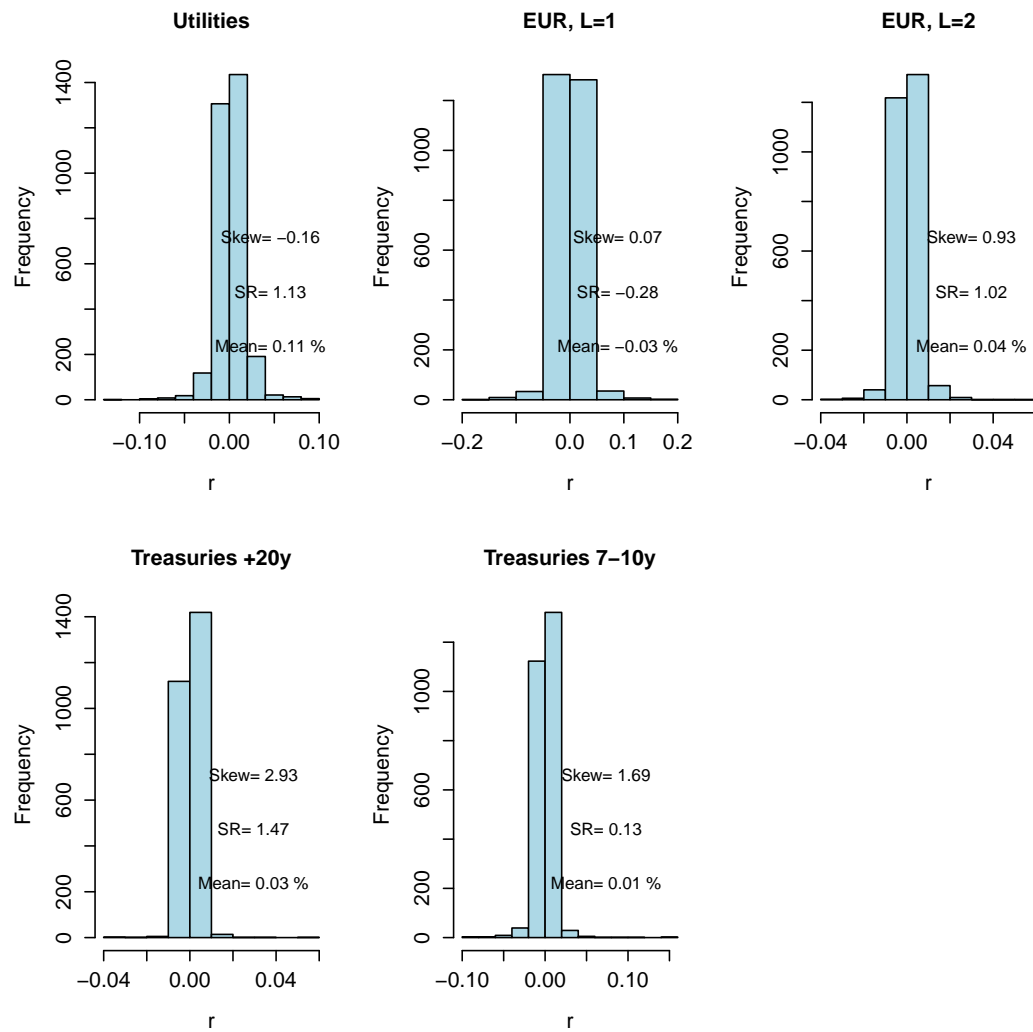 Utilities
Frequency
0 200 600 1000 1400
Skew= −0.16
SR= 1.13
Mean= 0.11 %
−0.10 0.00 0.10
r
EUR, L=1
Frequency
0 200 600 1000
Skew= 0.07
SR= −0.28
Mean= −0.03 %
−0.2 0.0 0.1 0.2
r
EUR, L=2
Frequency
0 200 600 1000
Skew= 0.93
SR= 1.02
Mean= 0.04 %
−0.04 0.00 0.04
r
Treasuries +20y
Frequency
0 200 600 1000 1400
Skew= 2.93
SR= 1.47
Mean= 0.03 %
−0.04 0.00 0.04
r
Treasuries 7−10y
Frequency
0 200 600 1000
Skew= 1.69
SR= 0.13
Mean= 0.01 %
−0.10 0.00 0.10
r